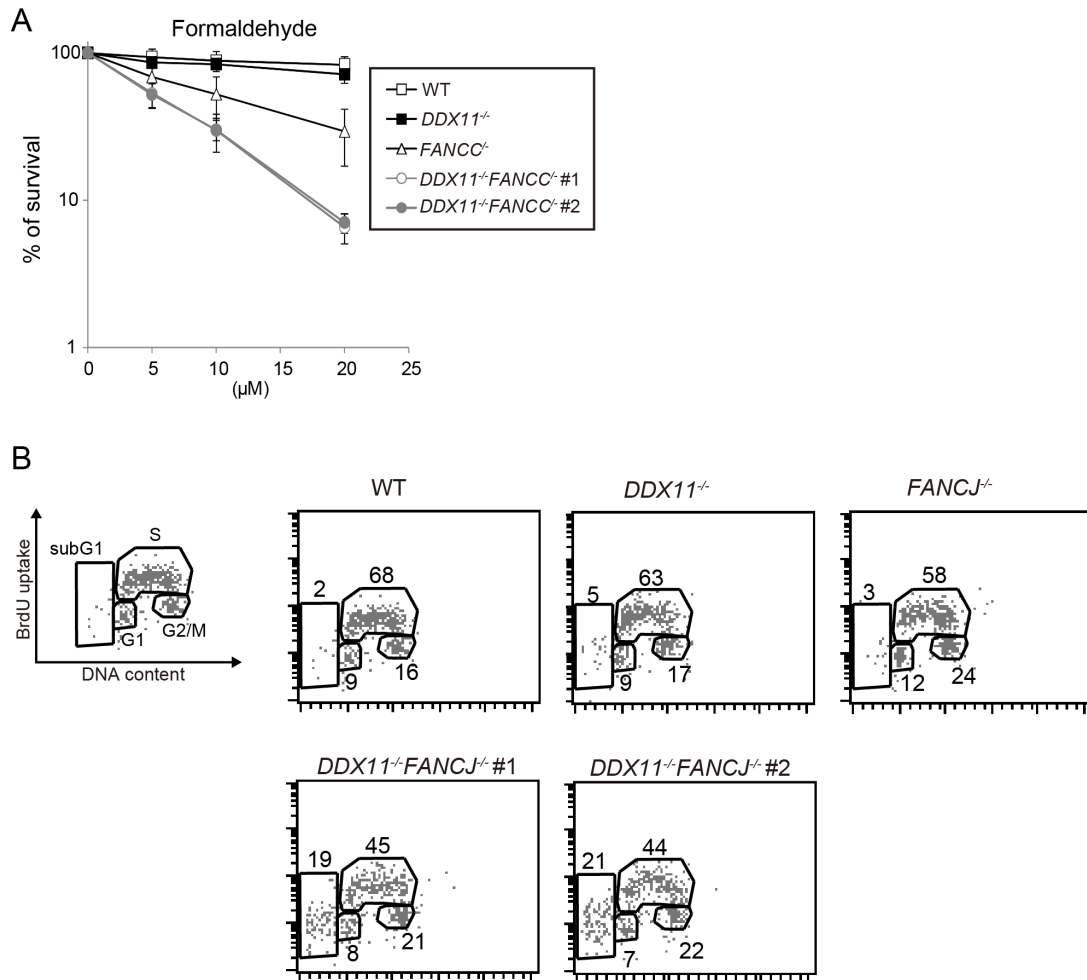 A
Formaldehyde
100
10
1
% of survival
0 5 10 15 20 25
(µM)
WT
DDX11-/-
FANCC/-
DDX11-/-FANCC/- #1
DDX11-/-FANCC/- #2
B
BrdU uptake
subG1
S
G1
G2/M
DNA content
WT
2
68
9
16
DDX11-/-
5
63
9
17
FANCJ-/-
3
58
12
24
DDX11-/-FANCJ-/- #1
19
45
8
21
DDX11-/-FANCJ-/- #2
21
44
7
22